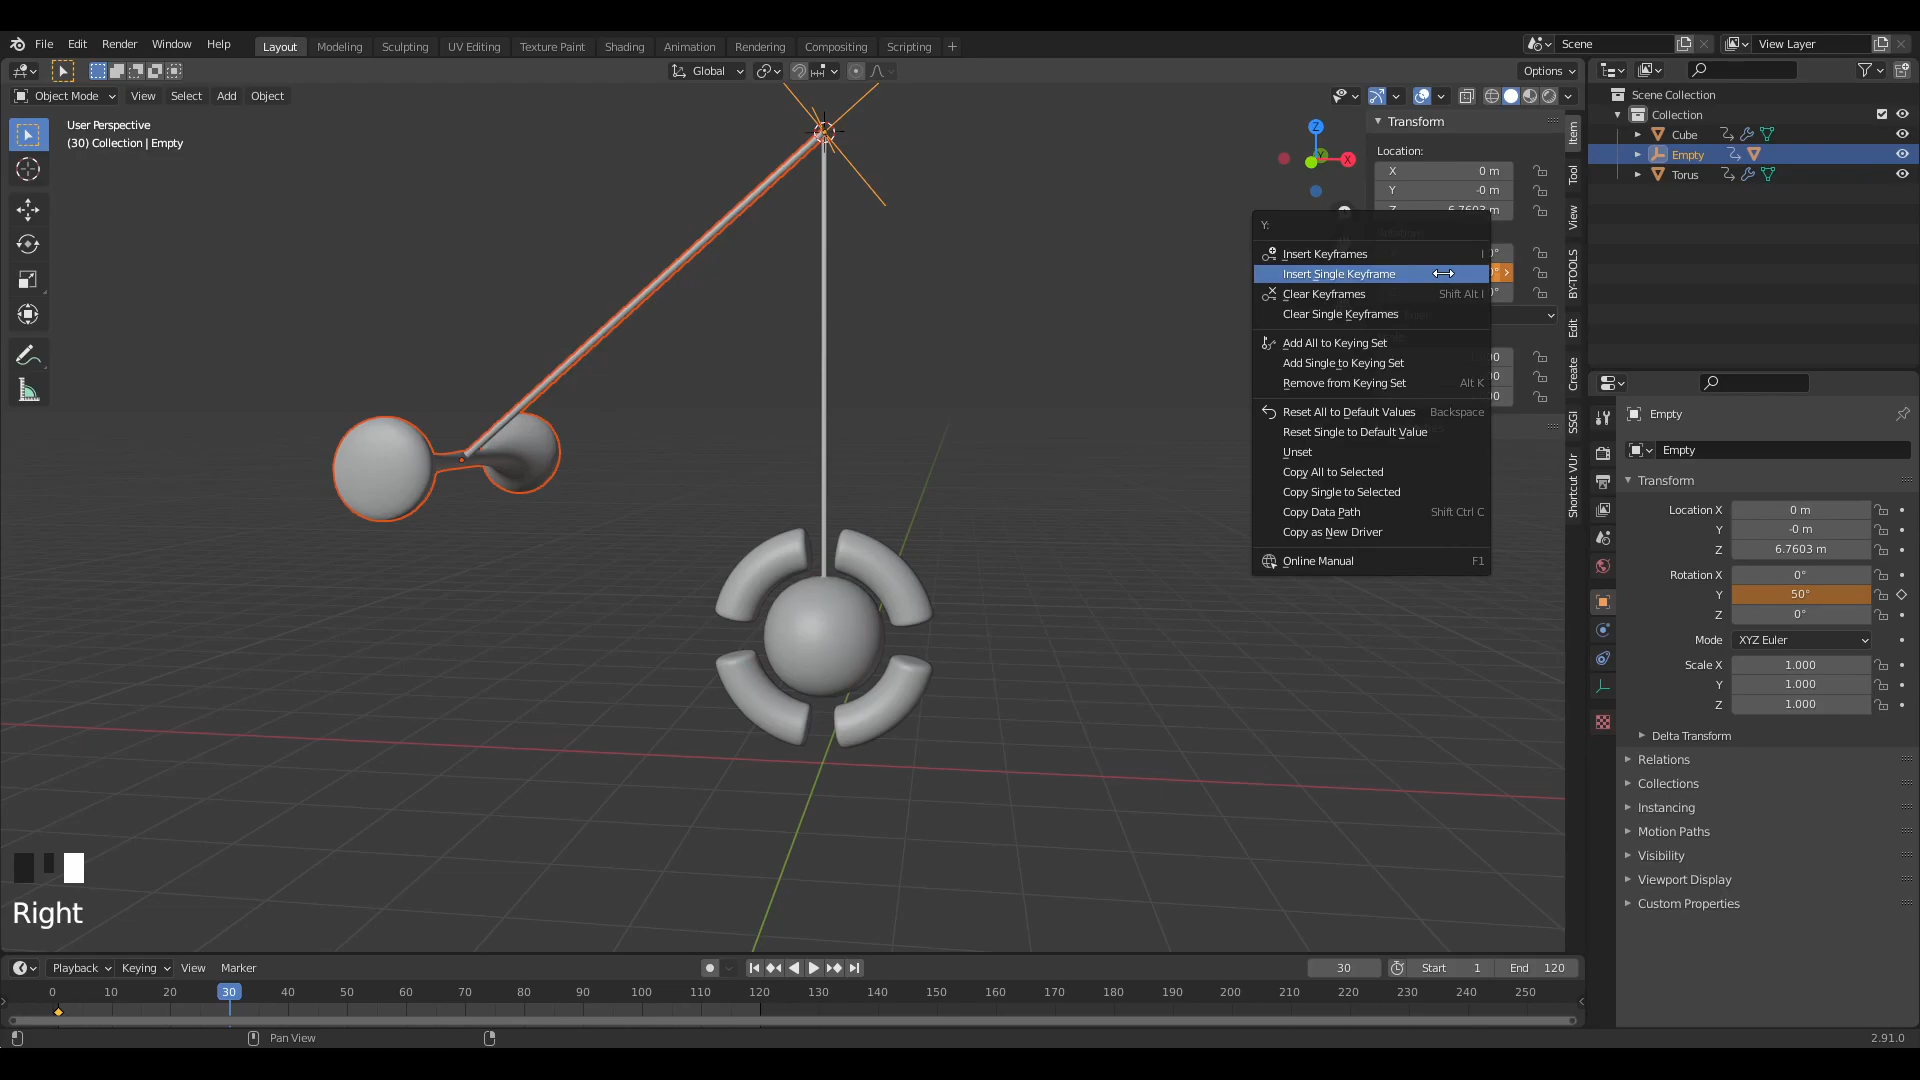 File Edit Render Window Help Layout Modeling Sculpting UV Editing Texture Paint Shading Animation Rendering Compositing Scripting + Scene View Layer
Global Options
Object Mode View Select Add Object
User Perspective
(30) Collection | Empty
Z
X
Y
Transform
Location:
X 0 m
Y -0 m
Z 6.7603 m
Item
Tool
View
BY-TOOLS
Edit
Create
SSGI
Shortcut VUr
Y:
Insert Keyframes I
Insert Single Keyframe
Clear Keyframes Shift Alt I
Clear Single Keyframes
Add All to Keying Set
Add Single to Keying Set
Remove from Keying Set Alt K
Reset All to Default Values Backspace
Reset Single to Default Value
Unset
Copy All to Selected
Copy Single to Selected
Copy Data Path Shift Ctrl C
Copy as New Driver
Online Manual F1
Scene Collection
Collection
Cube
Empty
Torus
Empty
Empty
Transform
Location X 0 m
Y -0 m
Z 6.7603 m
Rotation X 0°
Y 50°
Z 0°
Mode XYZ Euler
Scale X 1.000
Y 1.000
Z 1.000
Delta Transform
Relations
Collections
Instancing
Motion Paths
Visibility
Viewport Display
Custom Properties
Right
Playback Keying View Marker 30 Start 1 End 120
0 10 20 30 40 50 60 70 80 90 100 110 120 130 140 150 160 170 180 190 200 210 220 230 240 250
Pan View 2.91.0